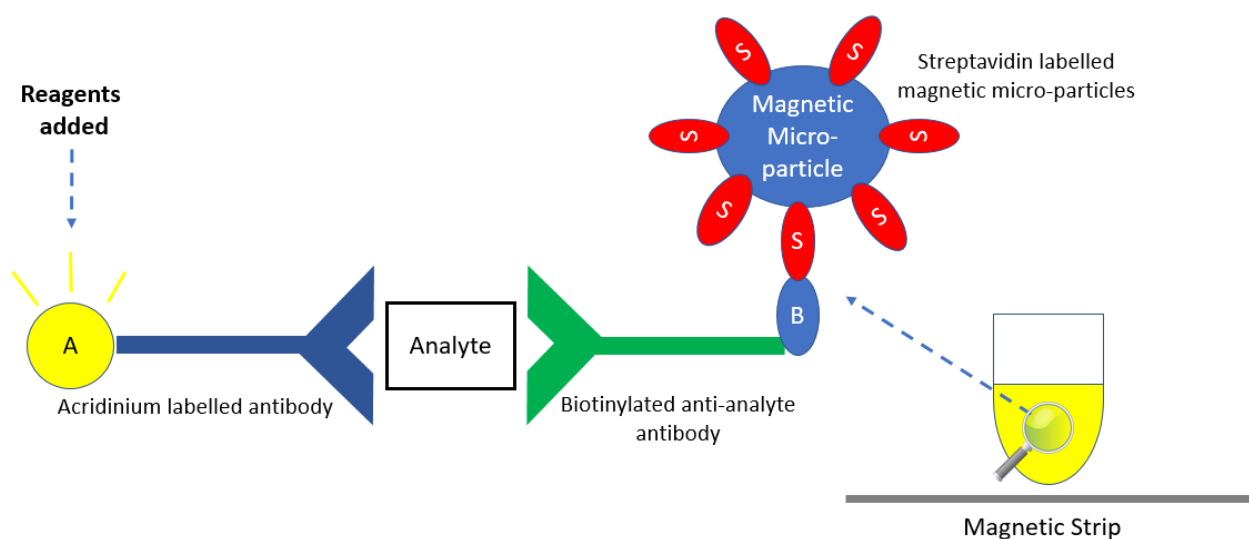 Reagents
added
A
Acridinium labelled antibody
Analyte
Biotinylated anti-analyte
antibody
B
S
S
S
S
S
S
S
Magnetic
Micro-
particle
Streptavidin labelled
magnetic micro-particles
Magnetic Strip